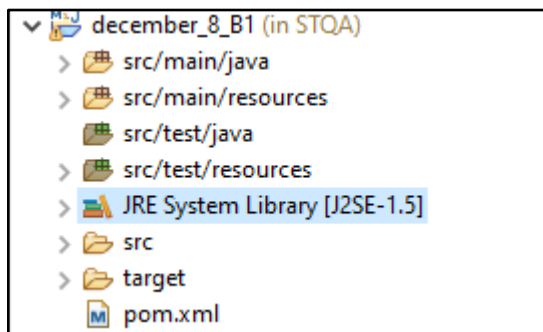 december_8_B1 (in STQA)
src/main/java
src/main/resources
src/test/java
src/test/resources
JRE System Library [J2SE-1.5]
src
target
pom.xml